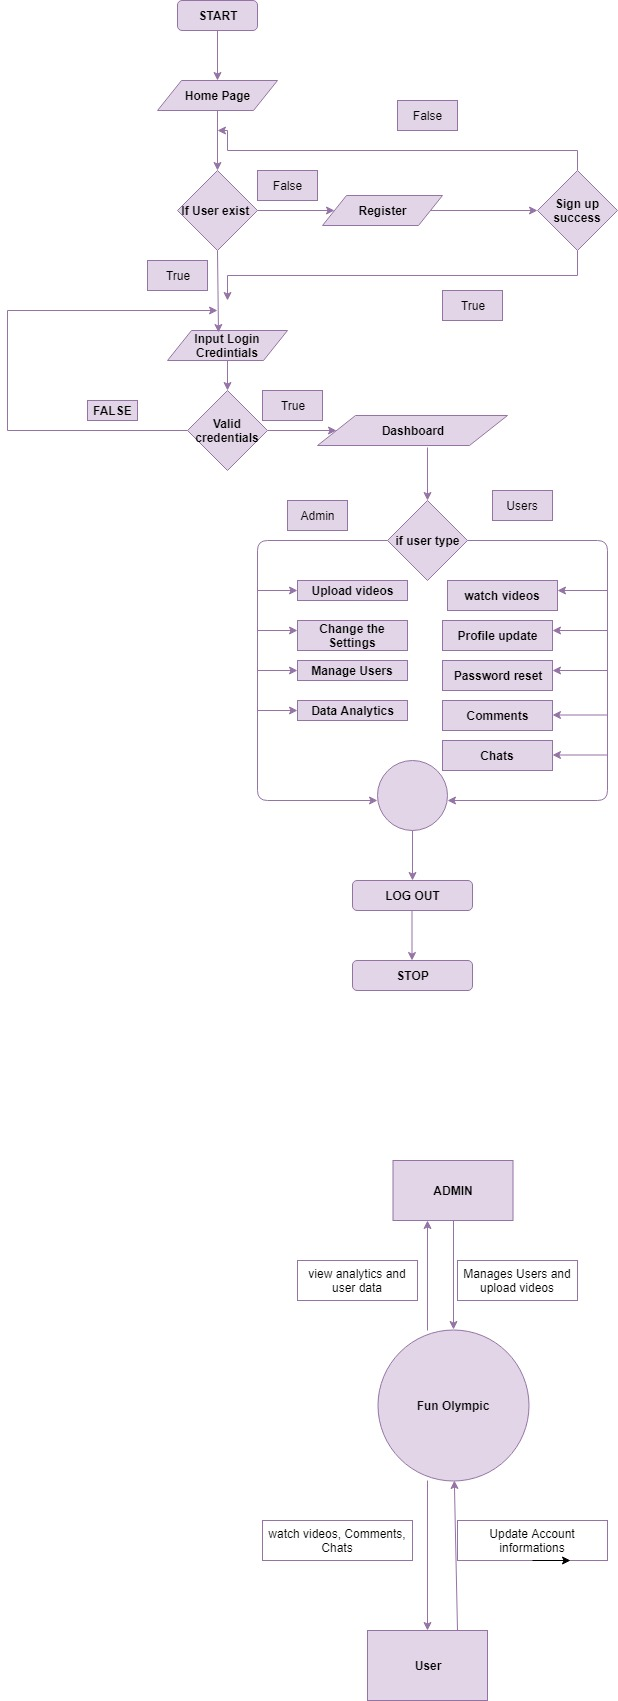 START
Home Page
False
False
If User exist
Register
Sign up
success
True
True
Input Login
Credintials
FALSE
True
Valid
credentials
Dashboard
Admin
Users
if user type
Upload videos
watch videos
Change the
Settings
Profile update
Manage Users
Password reset
Data Analytics
Comments
Chats
LOG OUT
STOP
ADMIN
view analytics and
user data
Manages Users and
upload videos
Fun Olympic
watch videos, Comments,
Chats
Update Account
informations
User